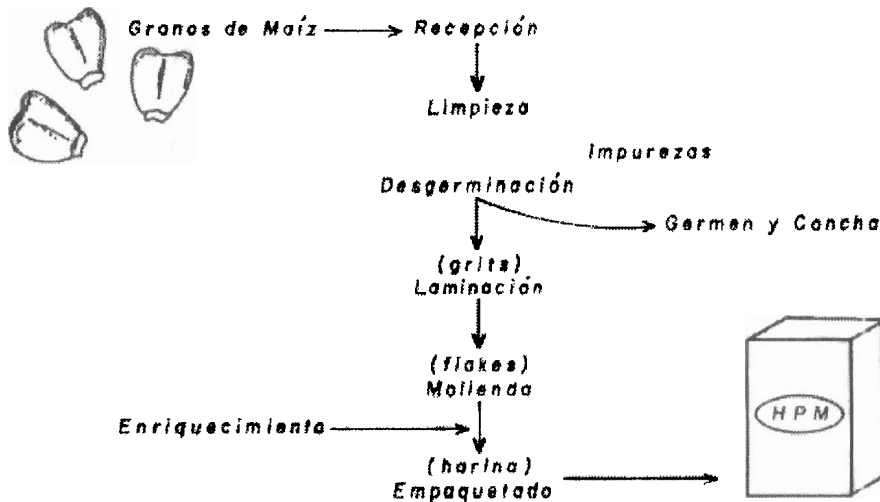 Granos de Maíz
Recepción
Limpieza
Impurezas
Desgerminación
Germen y Concha
(grits)
Laminación
(flakes)
Molienda
Enriquecimiento
(harina)
Empaquetado
HPM